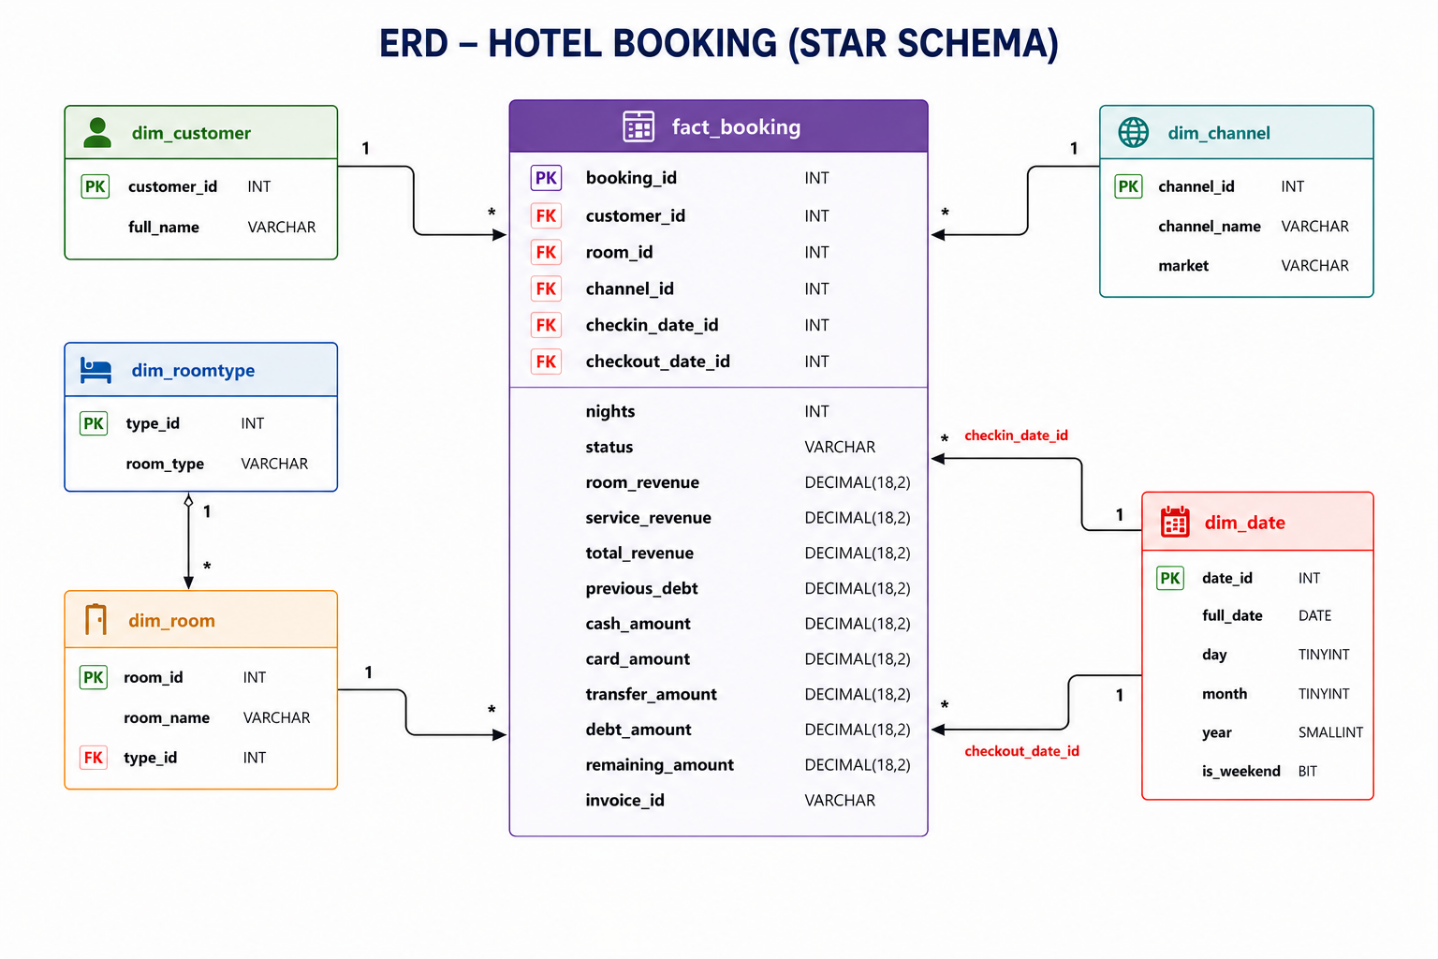 ERD – HOTEL BOOKING (STAR SCHEMA)
dim_customer
PK customer_id INT
full_name VARCHAR
1
*
dim_roomtype
PK type_id INT
room_type VARCHAR
1
*
dim_room
PK room_id INT
room_name VARCHAR
FK type_id INT
1
*
fact_booking
PK booking_id INT
FK customer_id INT
FK room_id INT
FK channel_id INT
FK checkin_date_id INT
FK checkout_date_id INT
nights INT
status VARCHAR
room_revenue DECIMAL(18,2)
service_revenue DECIMAL(18,2)
total_revenue DECIMAL(18,2)
previous_debt DECIMAL(18,2)
cash_amount DECIMAL(18,2)
card_amount DECIMAL(18,2)
transfer_amount DECIMAL(18,2)
debt_amount DECIMAL(18,2)
remaining_amount DECIMAL(18,2)
invoice_id VARCHAR
1
*
dim_channel
PK channel_id INT
channel_name VARCHAR
market VARCHAR
* checkin_date_id
1
dim_date
PK date_id INT
full_date DATE
day TINYINT
month TINYINT
year SMALLINT
is_weekend BIT
1
*
checkout_date_id